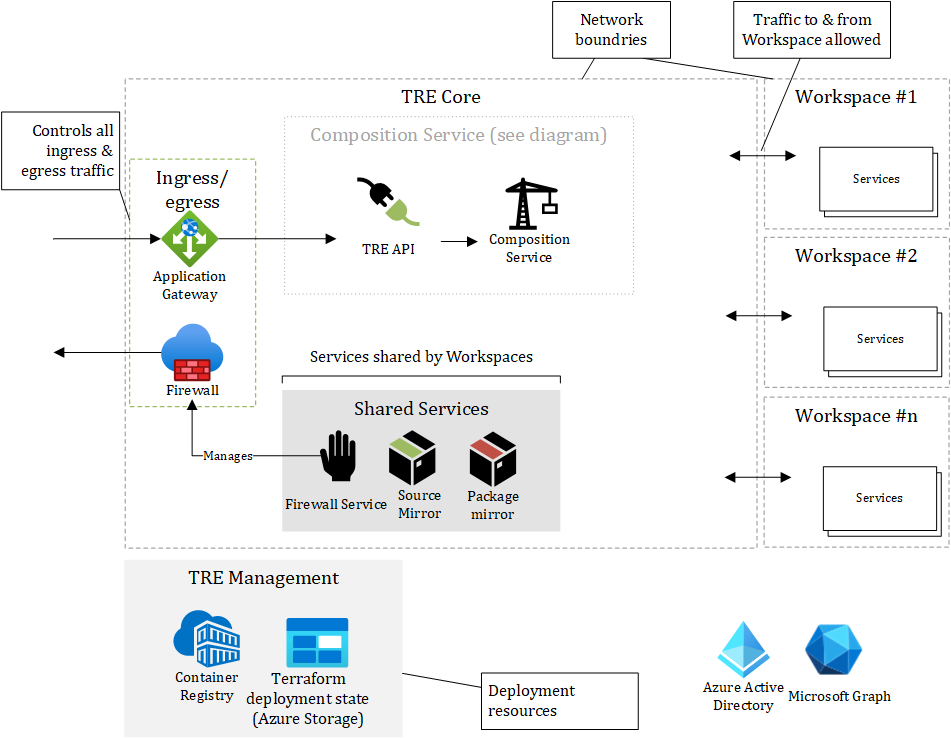 Network
boundries
Traffic to & from
Workspace allowed
TRE Core
Workspace #1
Controls all
ingress &
egress traffic
Composition Service (see diagram)
Ingress/
egress
Services
TRE API
Composition
Service
Application
Gateway
Workspace #2
Services
Firewall
Services shared by Workspaces
Shared Services
Workspace #n
Manages
Firewall Service
Source
Mirror
Package
mirror
Services
TRE Management
Container
Registry
Terraform
deployment state
(Azure Storage)
Deployment
resources
Azure Active
Directory
Microsoft Graph